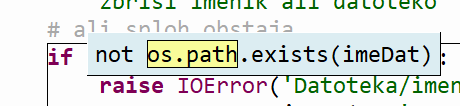 zbrisi imenik ali datoteko
# ali sploh obstaja
if not os.path.exists(imeDat) :
raise IOError('Datoteka/imen